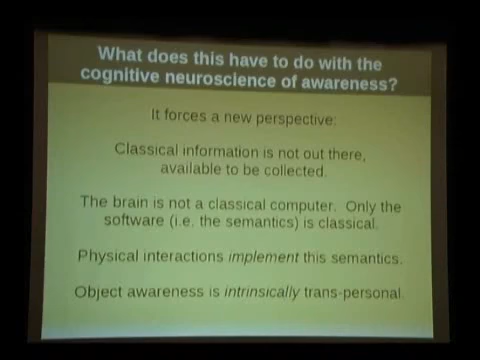 What does this have to do with the
cognitive neuroscience of awareness?
It forces a new perspective:
Classical information is not out there,
available to be collected.
The brain is not a classical computer. Only the
software (i.e. the semantics) is classical.
Physical interactions implement this semantics.
Object awareness is intrinsically trans-personal.